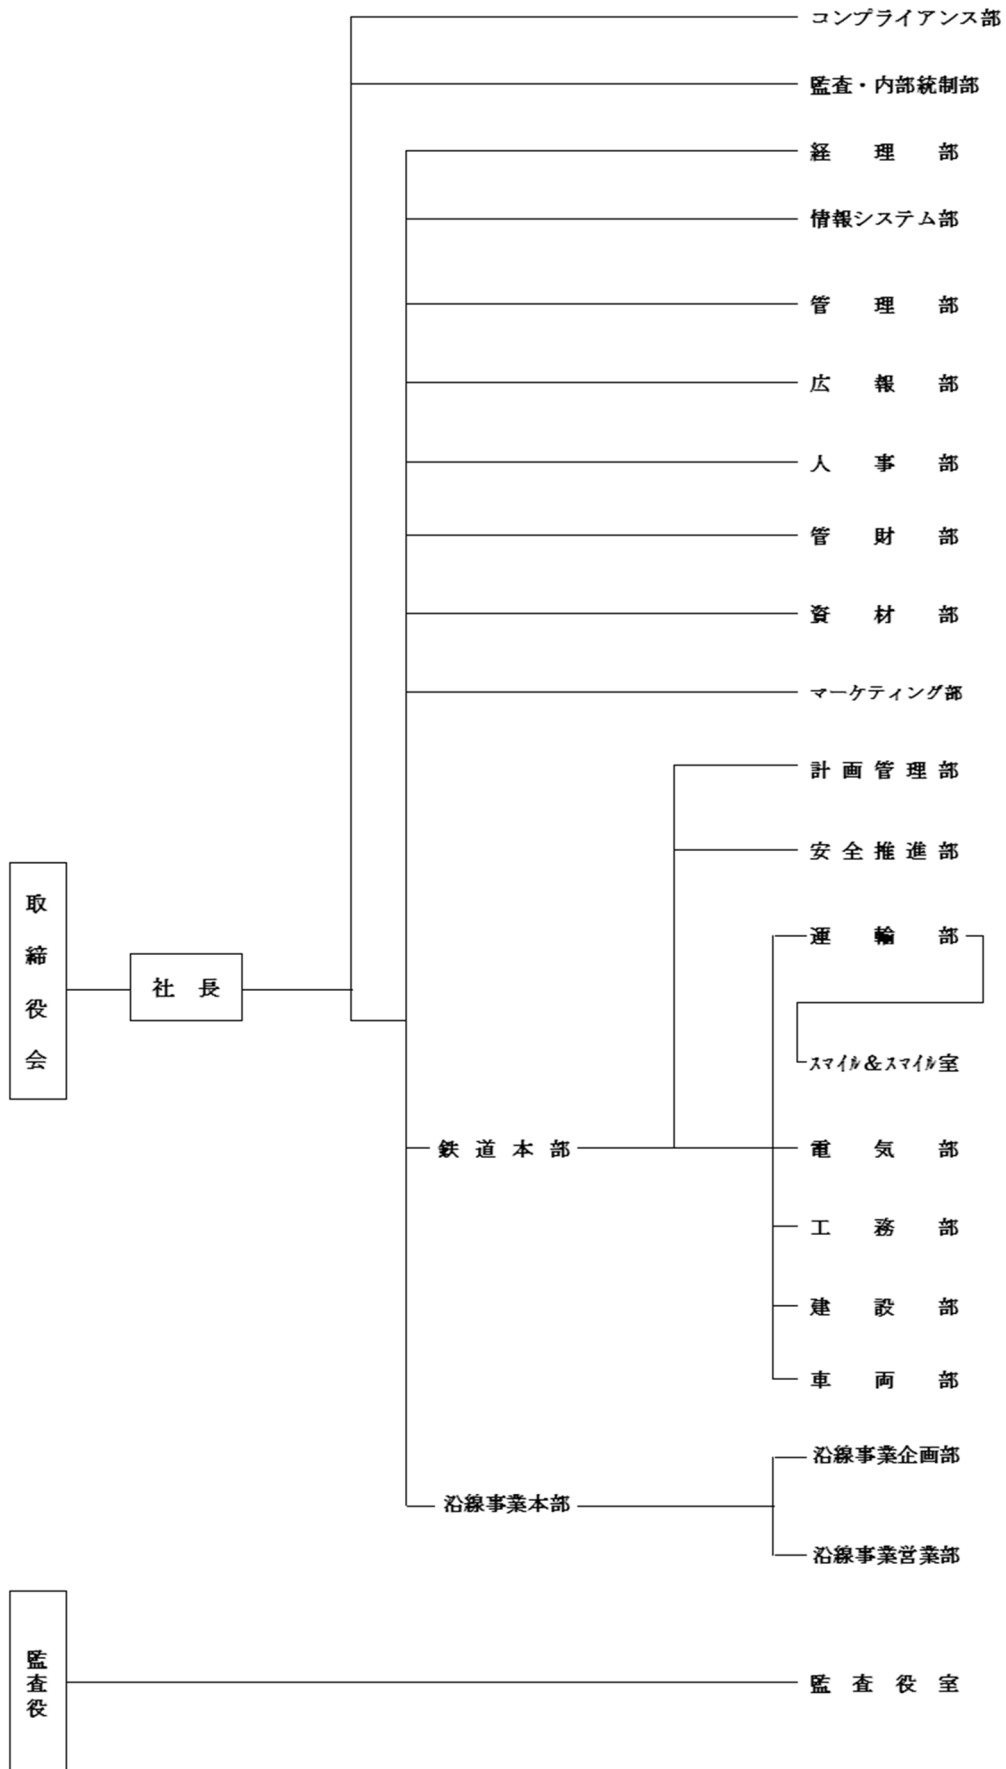 コンプライアンス部
監査・内部統制部
経理部
情報システム部
管理部
広報部
人事部
管財部
資材部
マーケティング部
計画管理部
安全推進部
運輸部
スマイル&スマイル室
取締役会
社長
鉄道本部
電気部
工務部
建設部
車両部
沿線事業本部
沿線事業企画部
沿線事業営業部
監査役
監査役室